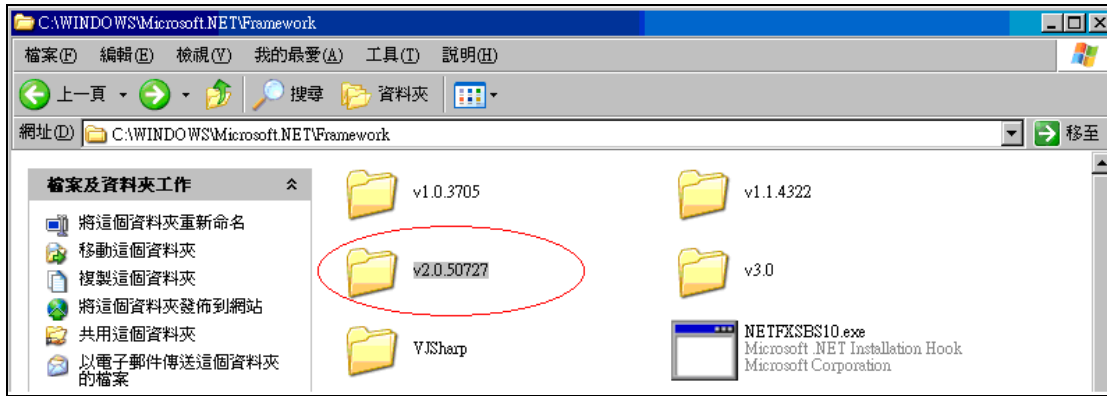 C:\WINDOWS\Microsoft.NET\Framework
檔案(F) 編輯(E) 檢視(V) 我的最愛(A) 工具(T) 說明(H)
上一頁 搜尋 資料夾
網址(D) C:\WINDOWS\Microsoft.NET\Framework 移至
檔案及資料夾工作
將這個資料夾重新命名
移動這個資料夾
複製這個資料夾
將這個資料夾發佈到網站
共用這個資料夾
以電子郵件傳送這個資料夾
的檔案
v1.0.3705
v1.1.4322
v2.0.50727
v3.0
VJSharp
NETFXSBS10.exe
Microsoft .NET Installation Hook
Microsoft Corporation